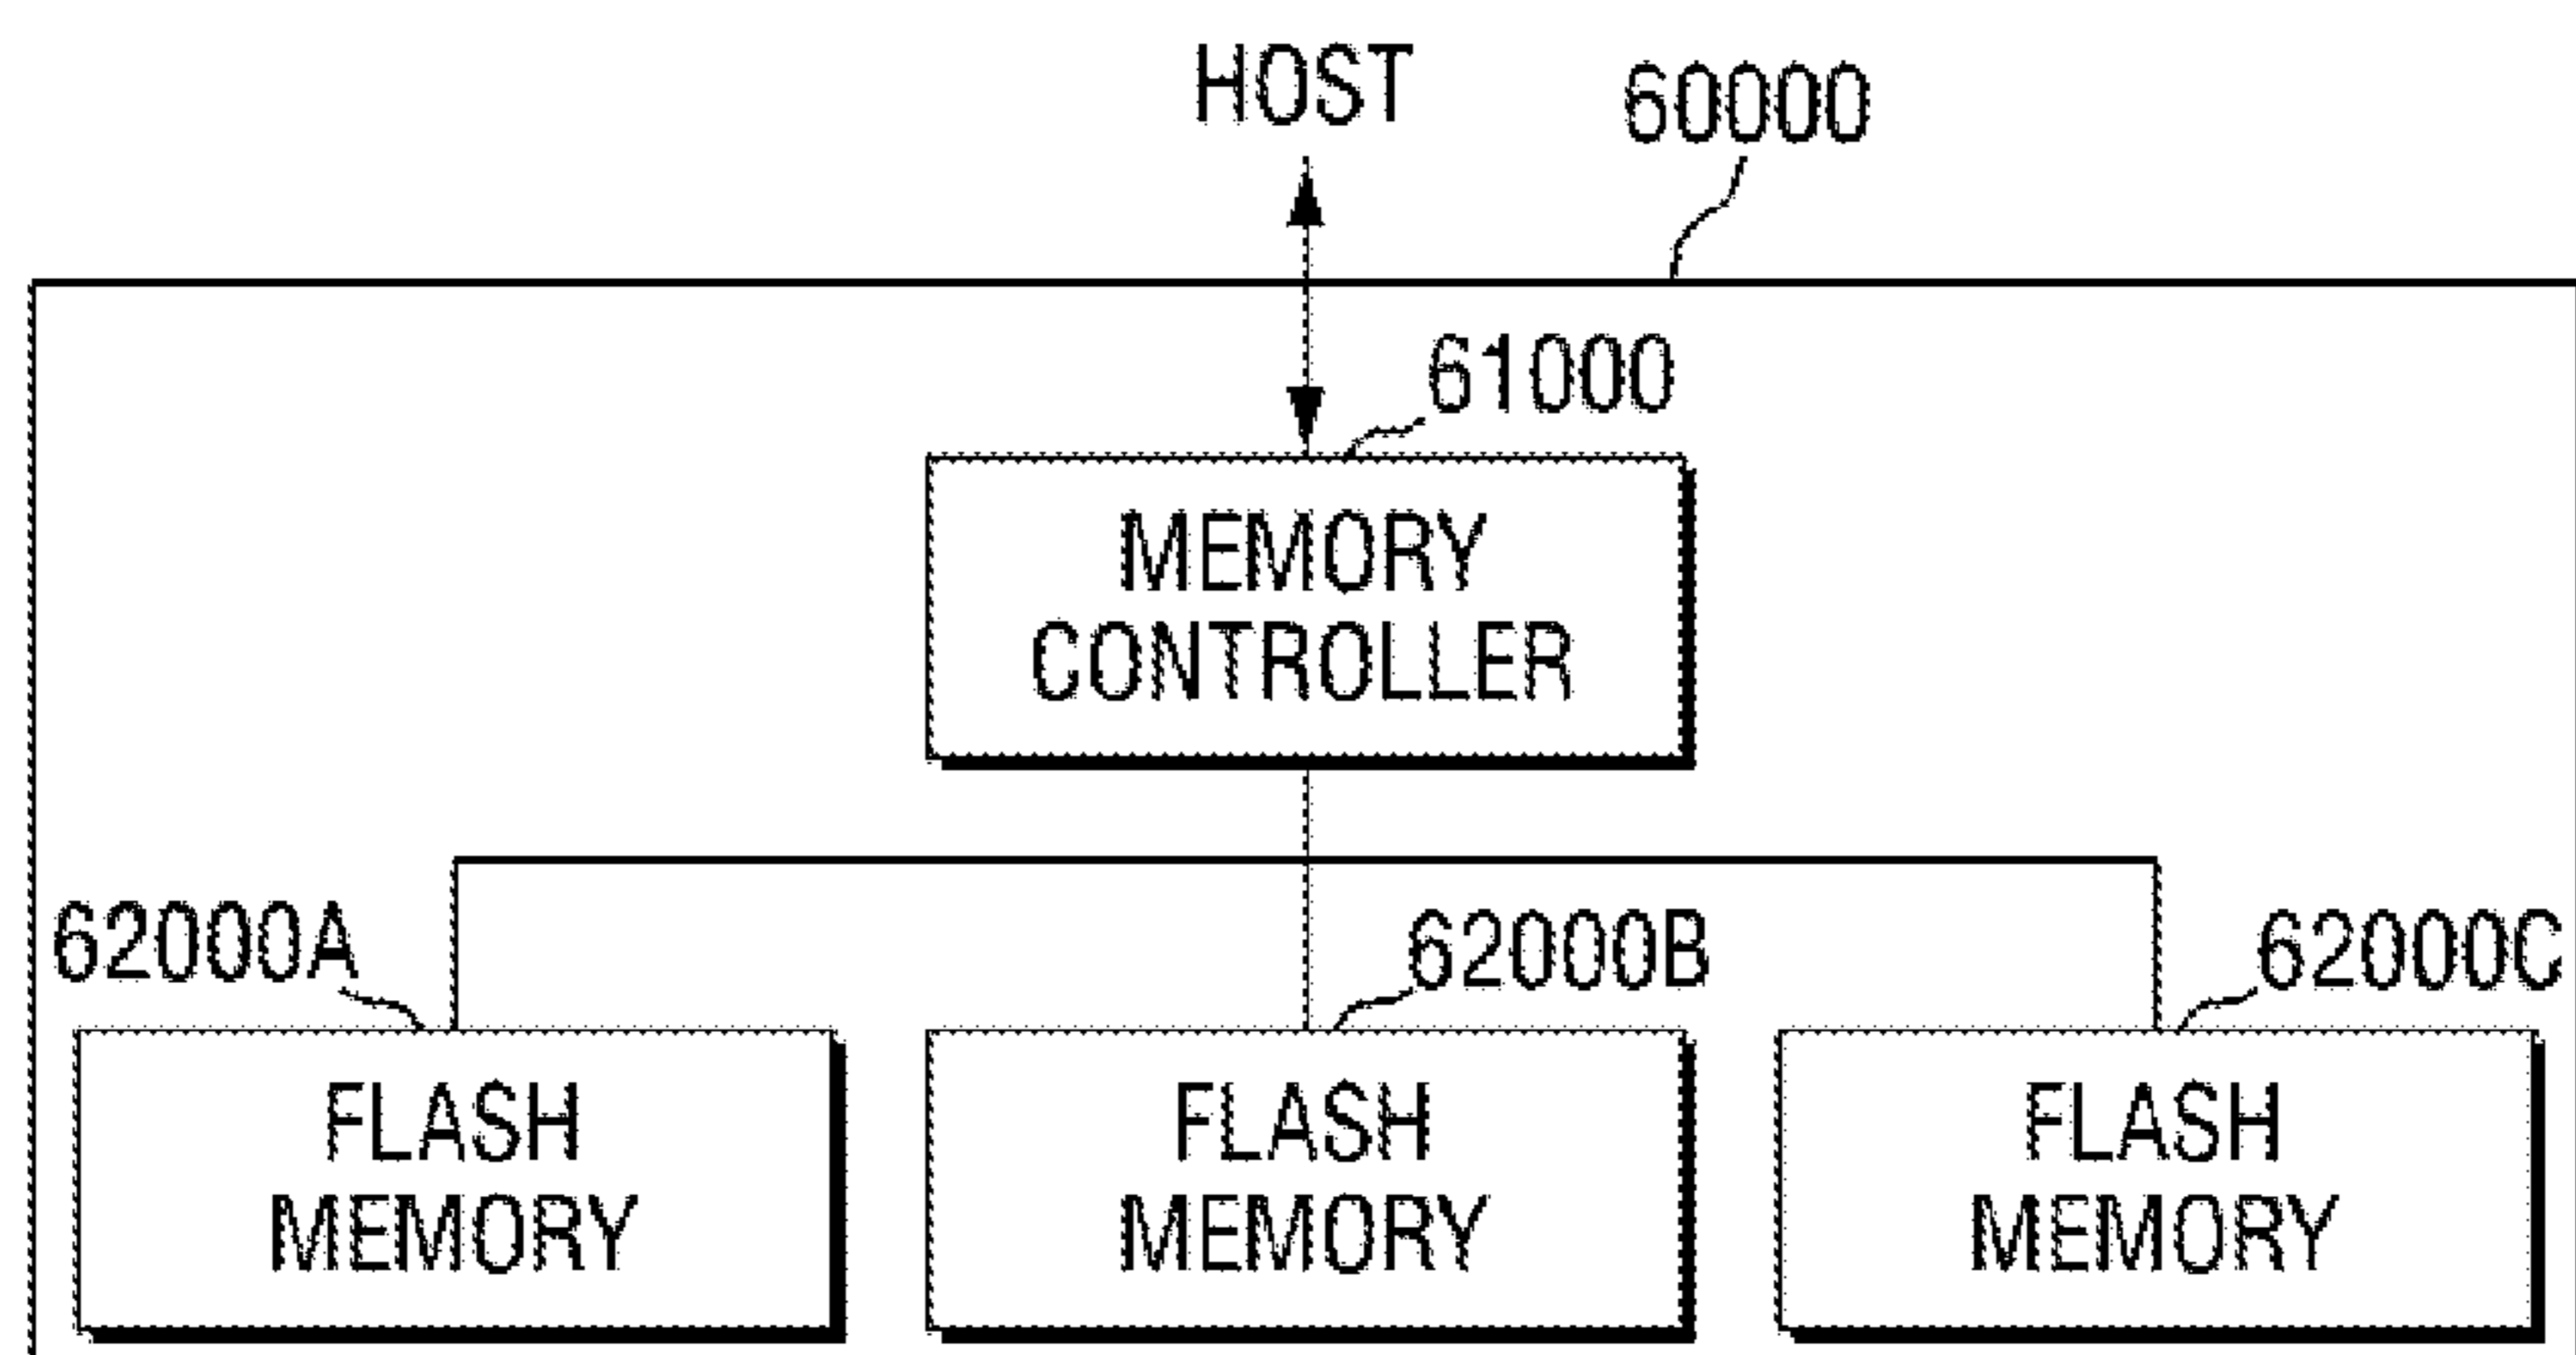 HOST
60000
61000
MEMORY
CONTROLLER
62000A
62000B
62000C
FLASH
MEMORY
FLASH
MEMORY
FLASH
MEMORY